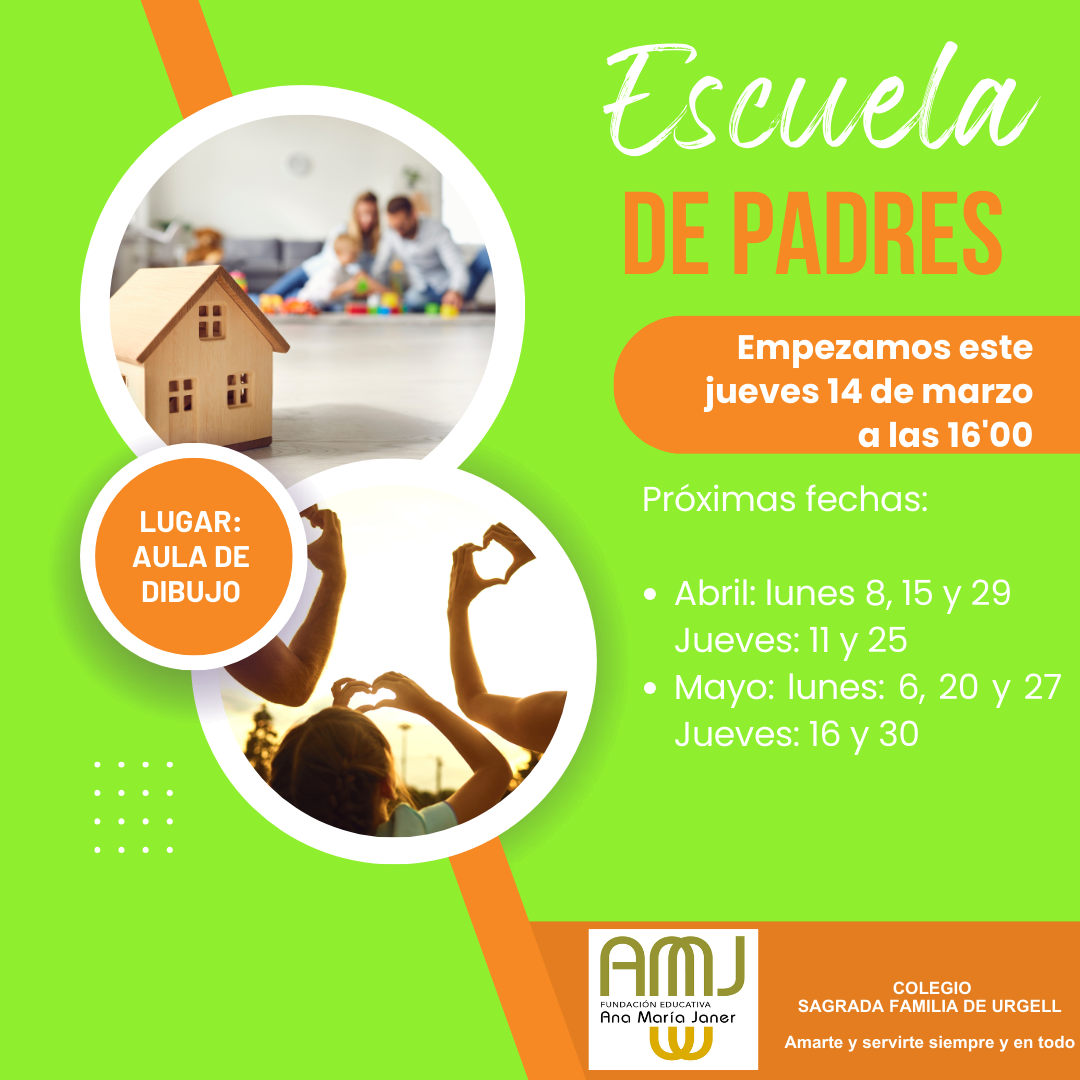 Escuela
DE PADRES
Empezamos este
jueves 14 de marzo
a las 16'00
Próximas fechas:
• Abril: lunes 8, 15 y 29
Jueves: 11 y 25
• Mayo: lunes: 6, 20 y 27
Jueves: 16 y 30
LUGAR:
AULA DE
DIBUJO
AMJ
FUNDACIÓN EDUCATIVA
Ana María Janer
COLEGIO
SAGRADA FAMILIA DE URGELL
Amarte y servirte siempre y en todo